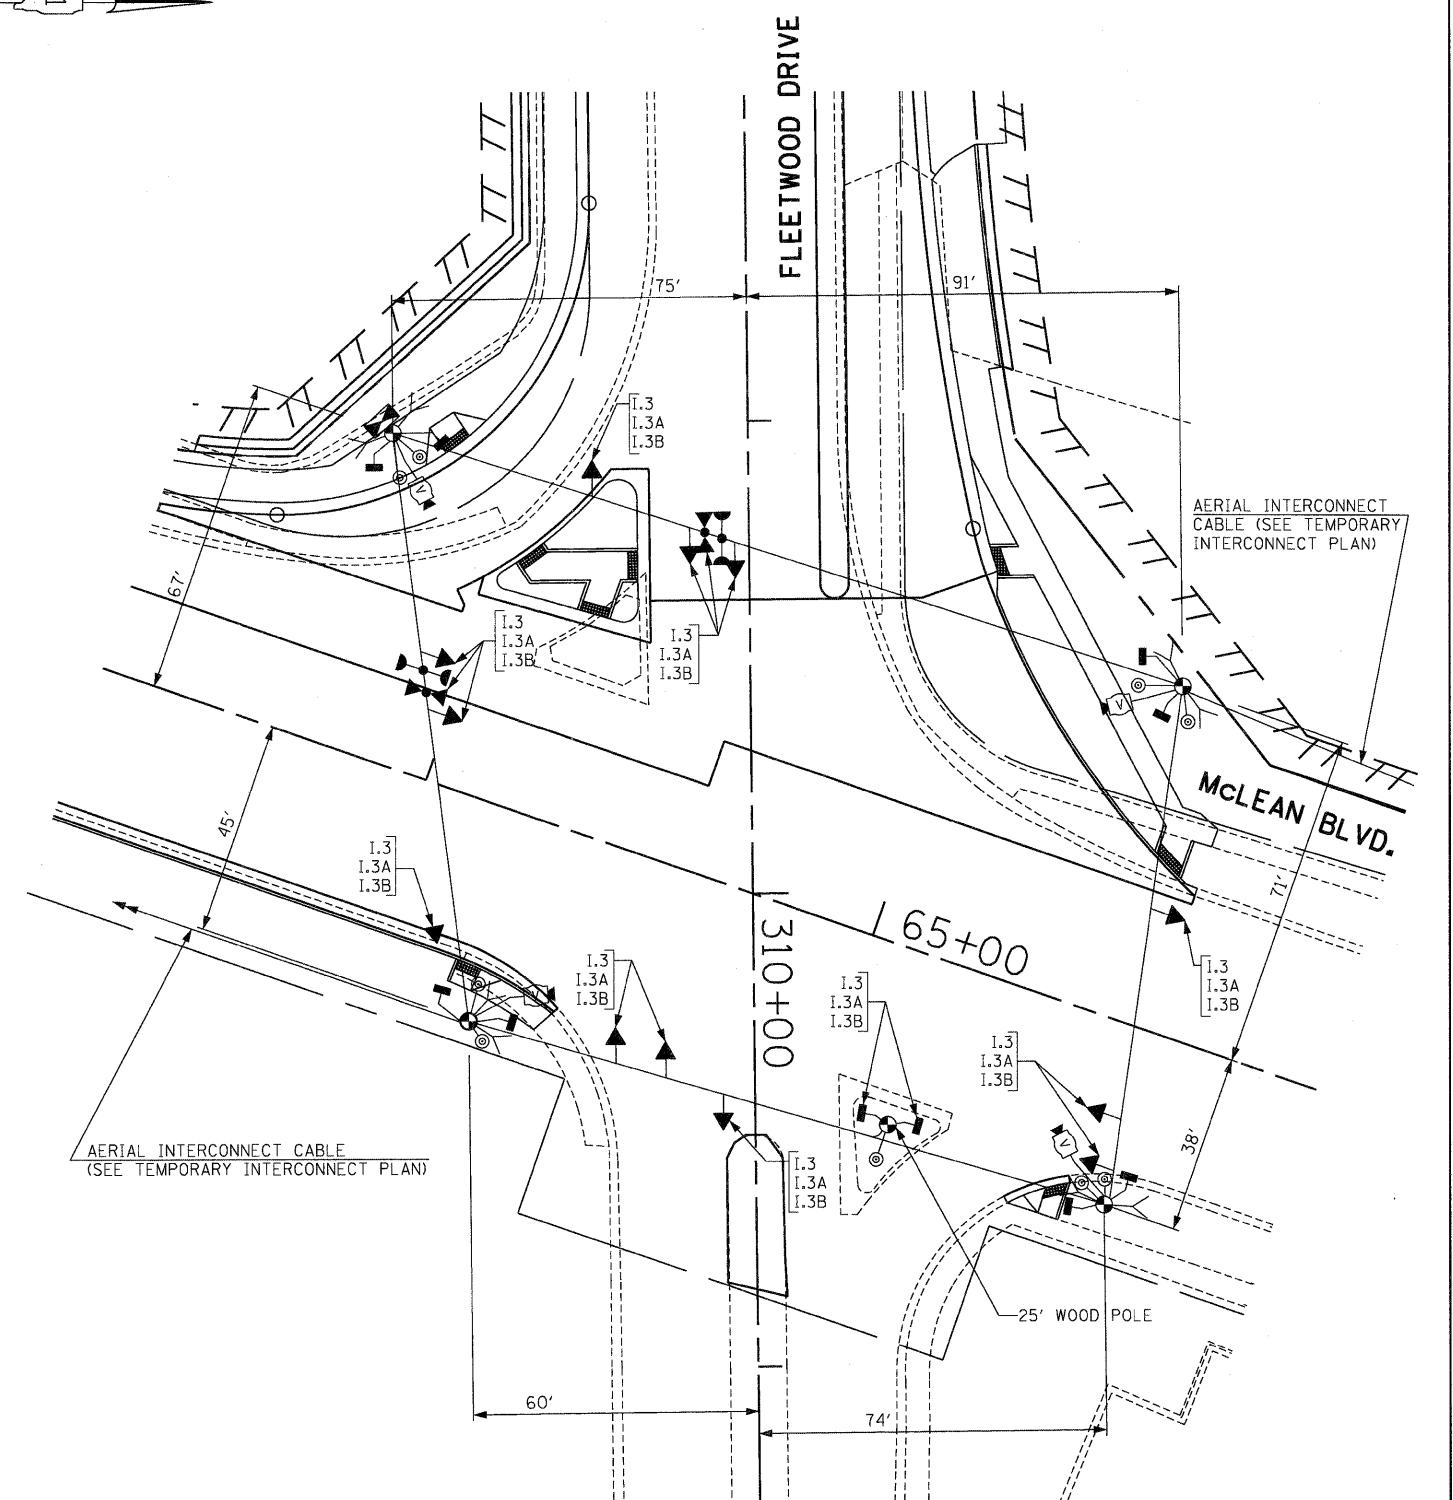 FLEETWOOD DRIVE
75'
91'
I.3
I.3A
I.3B
AERIAL INTERCONNECT
CABLE (SEE TEMPORARY
INTERCONNECT PLAN)
67'
V
I.3
I.3A
I.3B
I.3
I.3A
I.3B
V
McLEAN BLVD.
45'
I.3
I.3A
I.3B
71'
65+00
310+00
I.3
I.3A
I.3B
I.3
I.3A
I.3B
I.3
I.3A
I.3B
V
I.3
I.3A
I.3B
V
38'
AERIAL INTERCONNECT CABLE
(SEE TEMPORARY INTERCONNECT PLAN)
I.3
I.3A
I.3B
25' WOOD POLE
60'
74'